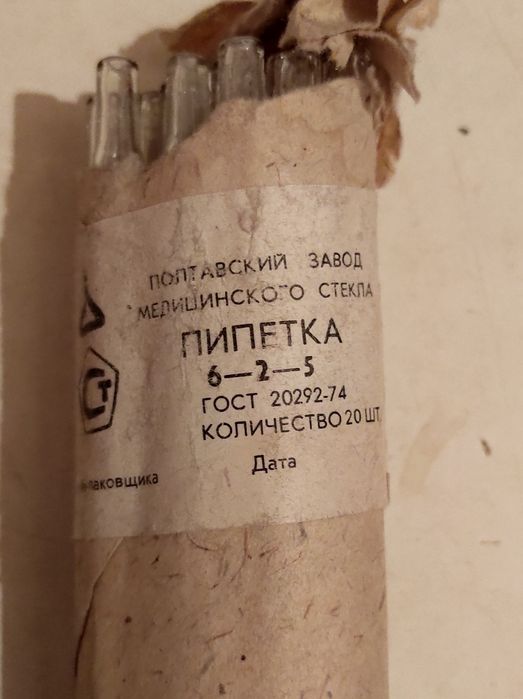 ПОЛТАВСКИЙ ЗАВОД
МЕДИЦИНСКОГО СТЕКЛА
ПИПЕТКА
6—2—5
ГОСТ 20292-74
КОЛИЧЕСТВО 20 ШТ.
Дата